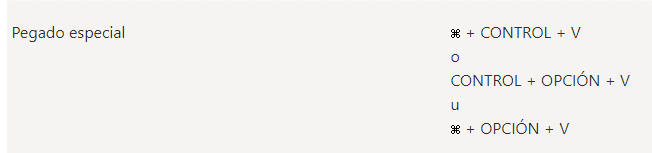 Pegado especial
⌘ + CONTROL + V
o
CONTROL + OPCIÓN + V
u
⌘ + OPCIÓN + V